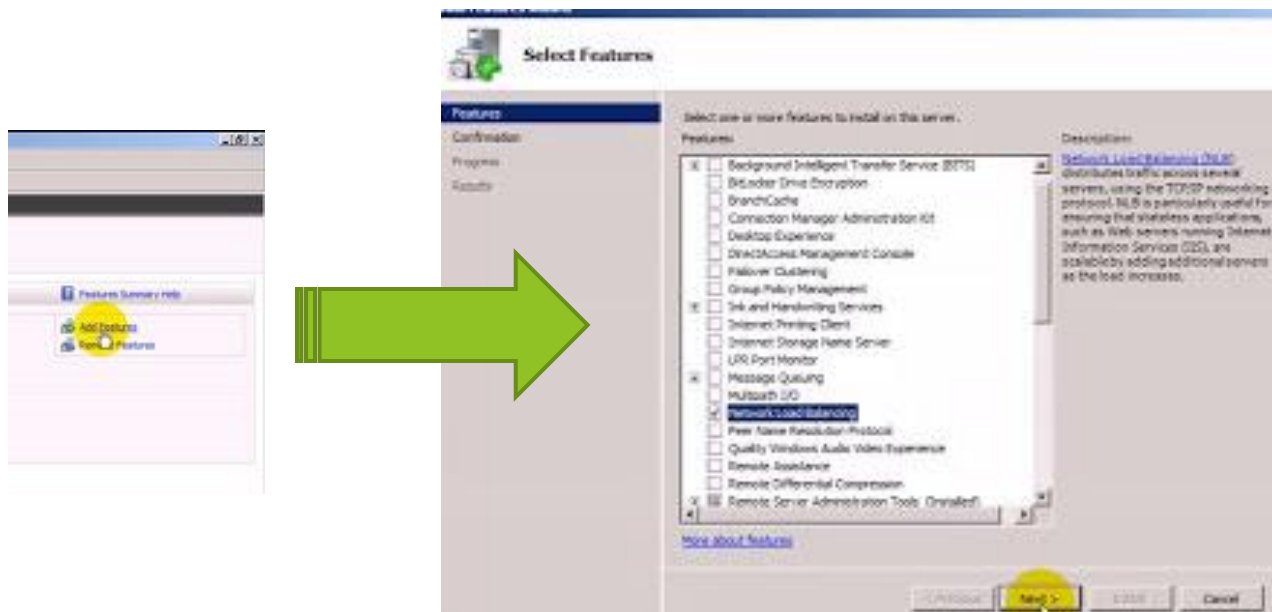 Features Summary Help
Add Features
Remove Features
Select Features
Features
Confirmation
Progress
Results
Select one or more features to install on this server.
Features:
Background Intelligent Transfer Service (BITS)
BitLocker Drive Encryption
BranchCache
Connection Manager Administration Kit
Desktop Experience
DirectAccess Management Console
Failover Clustering
Group Policy Management
Ink and Handwriting Services
Internet Printing Client
Internet Storage Name Server
LPR Port Monitor
Message Queuing
Multipath I/O
Network Load Balancing
Peer Name Resolution Protocol
Quality Windows Audio Video Experience
Remote Assistance
Remote Differential Compression
Remote Server Administration Tools (Installed)
More about features
Description:
Network Load Balancing (NLB)
distributes traffic across several
servers, using the TCP/IP networking
protocol. NLB is particularly useful for
ensuring that stateless applications,
such as Web servers running Internet
Information Services (IIS), are
scalable by adding additional servers
as the load increases.
< Previous
Next >
Install
Cancel